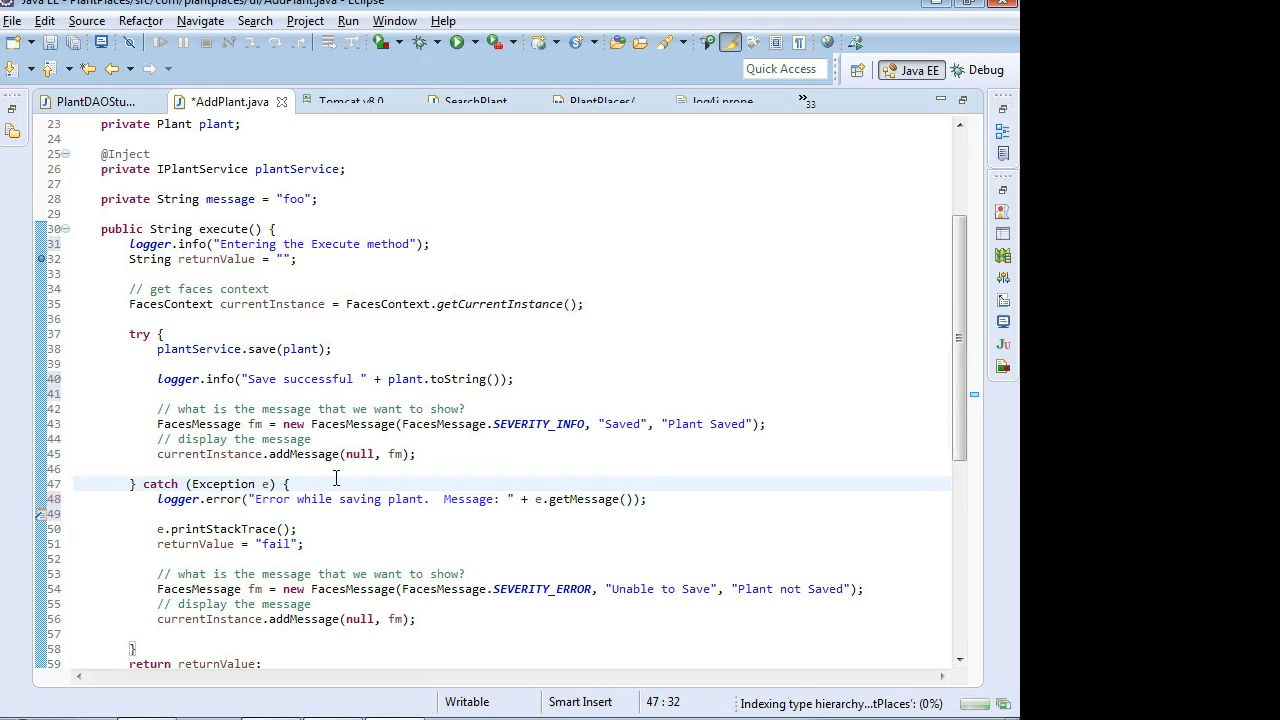 Java EE - PlantPlaces/src/com/plantplaces/ui/AddPlant.java - Eclipse
File Edit Source Refactor Navigate Search Project Run Window Help
Quick Access Java EE Debug
PlantDAOStu... *AddPlant.java Tomcat v8.0 SearchPlant PlantPlaces/ log4j.prope 33
23 private Plant plant;
24
25 @Inject
26 private IPlantService plantService;
27
28 private String message = "foo";
29
30 public String execute() {
31 logger.info("Entering the Execute method");
32 String returnValue = "";
33
34 // get faces context
35 FacesContext currentInstance = FacesContext.getCurrentInstance();
36
37 try {
38 plantService.save(plant);
39
40 logger.info("Save successful " + plant.toString());
41
42 // what is the message that we want to show?
43 FacesMessage fm = new FacesMessage(FacesMessage.SEVERITY_INFO, "Saved", "Plant Saved");
44 // display the message
45 currentInstance.addMessage(null, fm);
46
47 } catch (Exception e) {
48 logger.error("Error while saving plant.  Message: " + e.getMessage());
49
50 e.printStackTrace();
51 returnValue = "fail";
52
53 // what is the message that we want to show?
54 FacesMessage fm = new FacesMessage(FacesMessage.SEVERITY_ERROR, "Unable to Save", "Plant not Saved");
55 // display the message
56 currentInstance.addMessage(null, fm);
57
58 }
59 return returnValue;
Writable Smart Insert 47 : 32 Indexing type hierarchy...tPlaces': (0%)